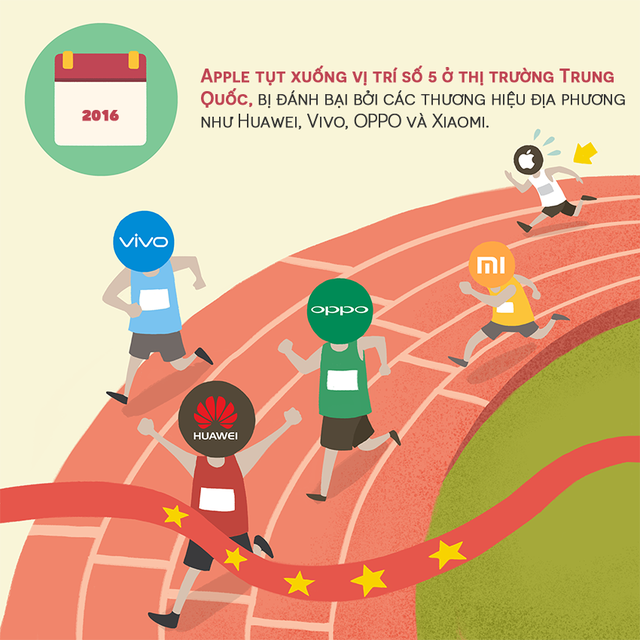 2016
Apple tụt xuống vị trí số 5 ở thị trường Trung
Quốc, bị đánh bại bởi các thương hiệu địa phương
như Huawei, Vivo, OPPO và Xiaomi.
vivo
mi
oppo
HUAWEI